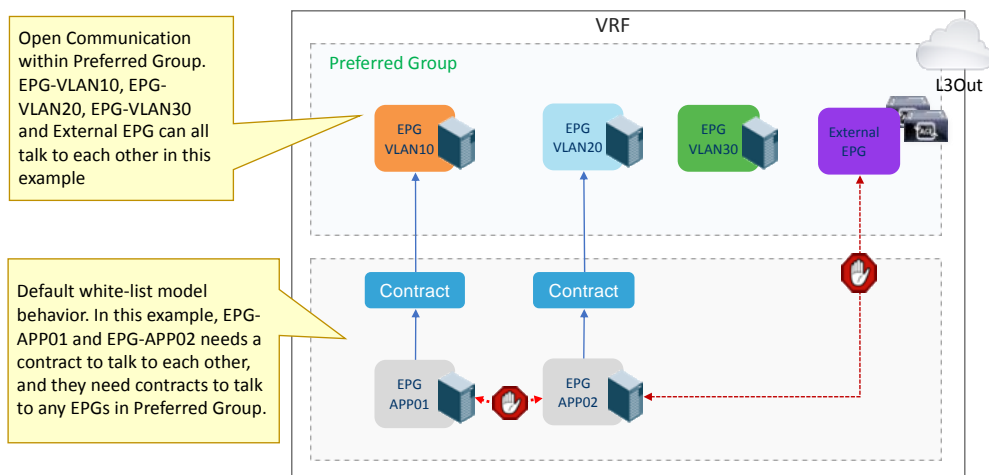 VRF
Open Communication
within Preferred Group.
EPG-VLAN10, EPG-
VLAN20, EPG-VLAN30
and External EPG can all
talk to each other in this
example
Preferred Group
L3Out
EPG
VLAN10
EPG
VLAN20
EPG
VLAN30
External
EPG
Default white-list model
behavior. In this example, EPG-
APP01 and EPG-APP02 needs a
contract to talk to each other,
and they need contracts to talk
to any EPGs in Preferred Group.
Contract
Contract
EPG
APP01
EPG
APP02